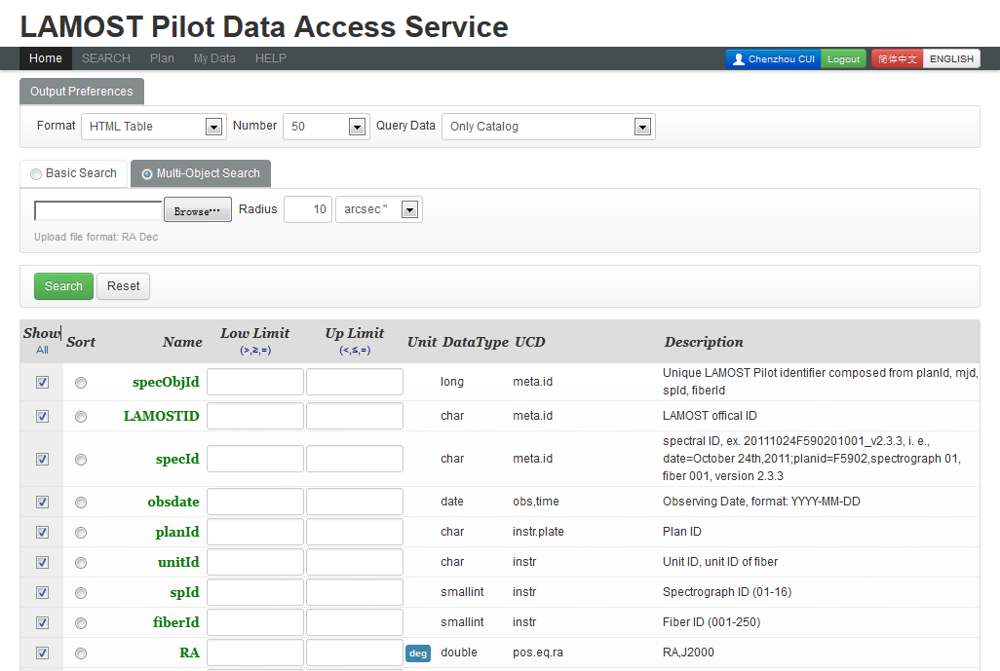 LAMOST Pilot Data Access Service
Home SEARCH Plan My Data HELP Chenzhou CUI Logout 简体中文 ENGLISH
Output Preferences
Format HTML Table Number 50 Query Data Only Catalog
Basic Search Multi-Object Search
Browse... Radius 10 arcsec "
Upload file format: RA Dec
Search Reset
Show All Sort Name Low Limit (>,≥,=) Up Limit (<,≤,=) Unit DataType UCD Description
specObjId long meta.id Unique LAMOST Pilot identifier composed from planId, mjd,
spId, fiberId
LAMOSTID char meta.id LAMOST offical ID
specId char meta.id spectral ID, ex. 20111024F590201001_v2.3.3, i. e.,
date=October 24th,2011;planid=F5902,spectrograph 01,
fiber 001, version 2.3.3
obsdate date obs,time Observing Date, format: YYYY-MM-DD
planId char instr.plate Plan ID
unitId char instr Unit ID, unit ID of fiber
spId smallint instr Spectrograph ID (01-16)
fiberId smallint instr Fiber ID (001-250)
RA deg double pos.eq.ra RA,J2000